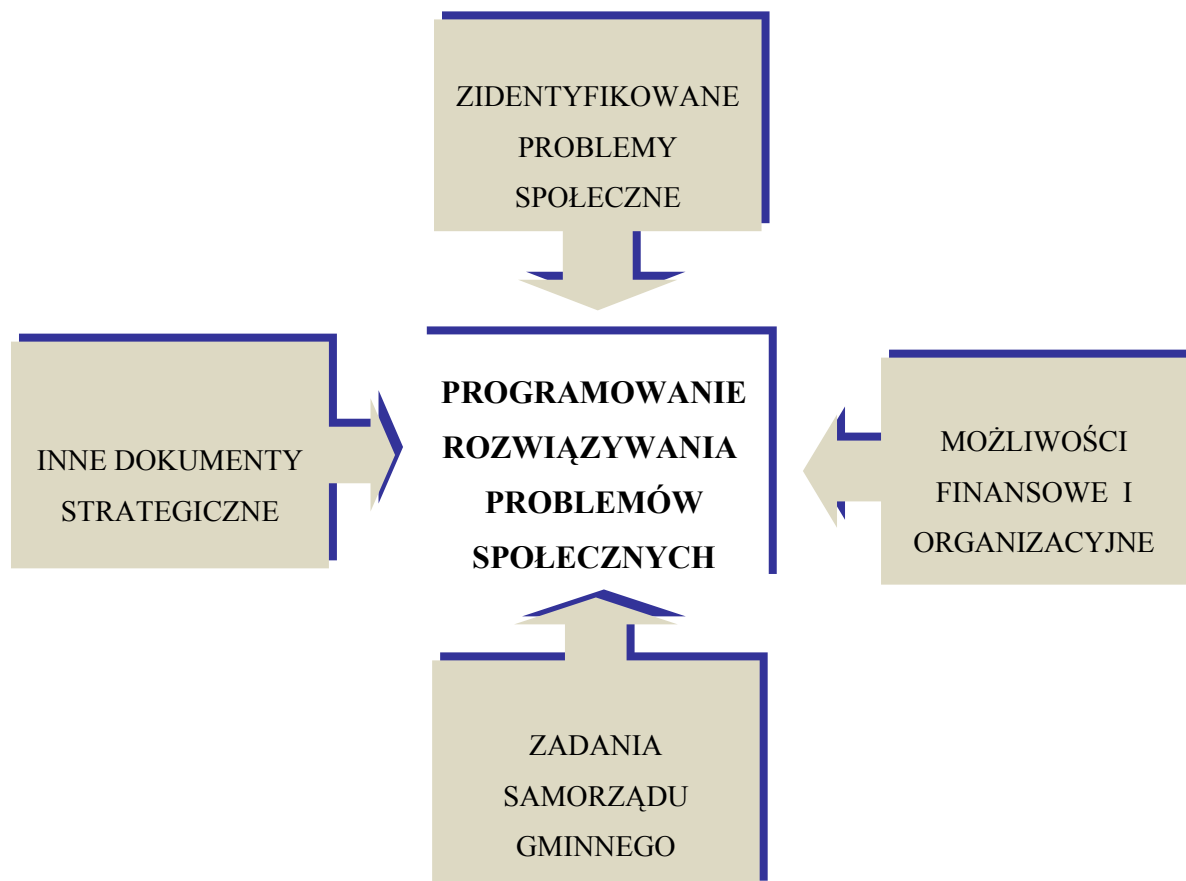 ZIDENTYFIKOWANE
PROBLEMY
SPOŁECZNE
INNE DOKUMENTY
STRATEGICZNE
PROGRAMOWANIE
ROZWIĄZYWANIA
PROBLEMÓW
SPOŁECZNYCH
MOŻLIWOŚCI
FINANSOWE I
ORGANIZACYJNE
ZADANIA
SAMORZĄDU
GMINNEGO